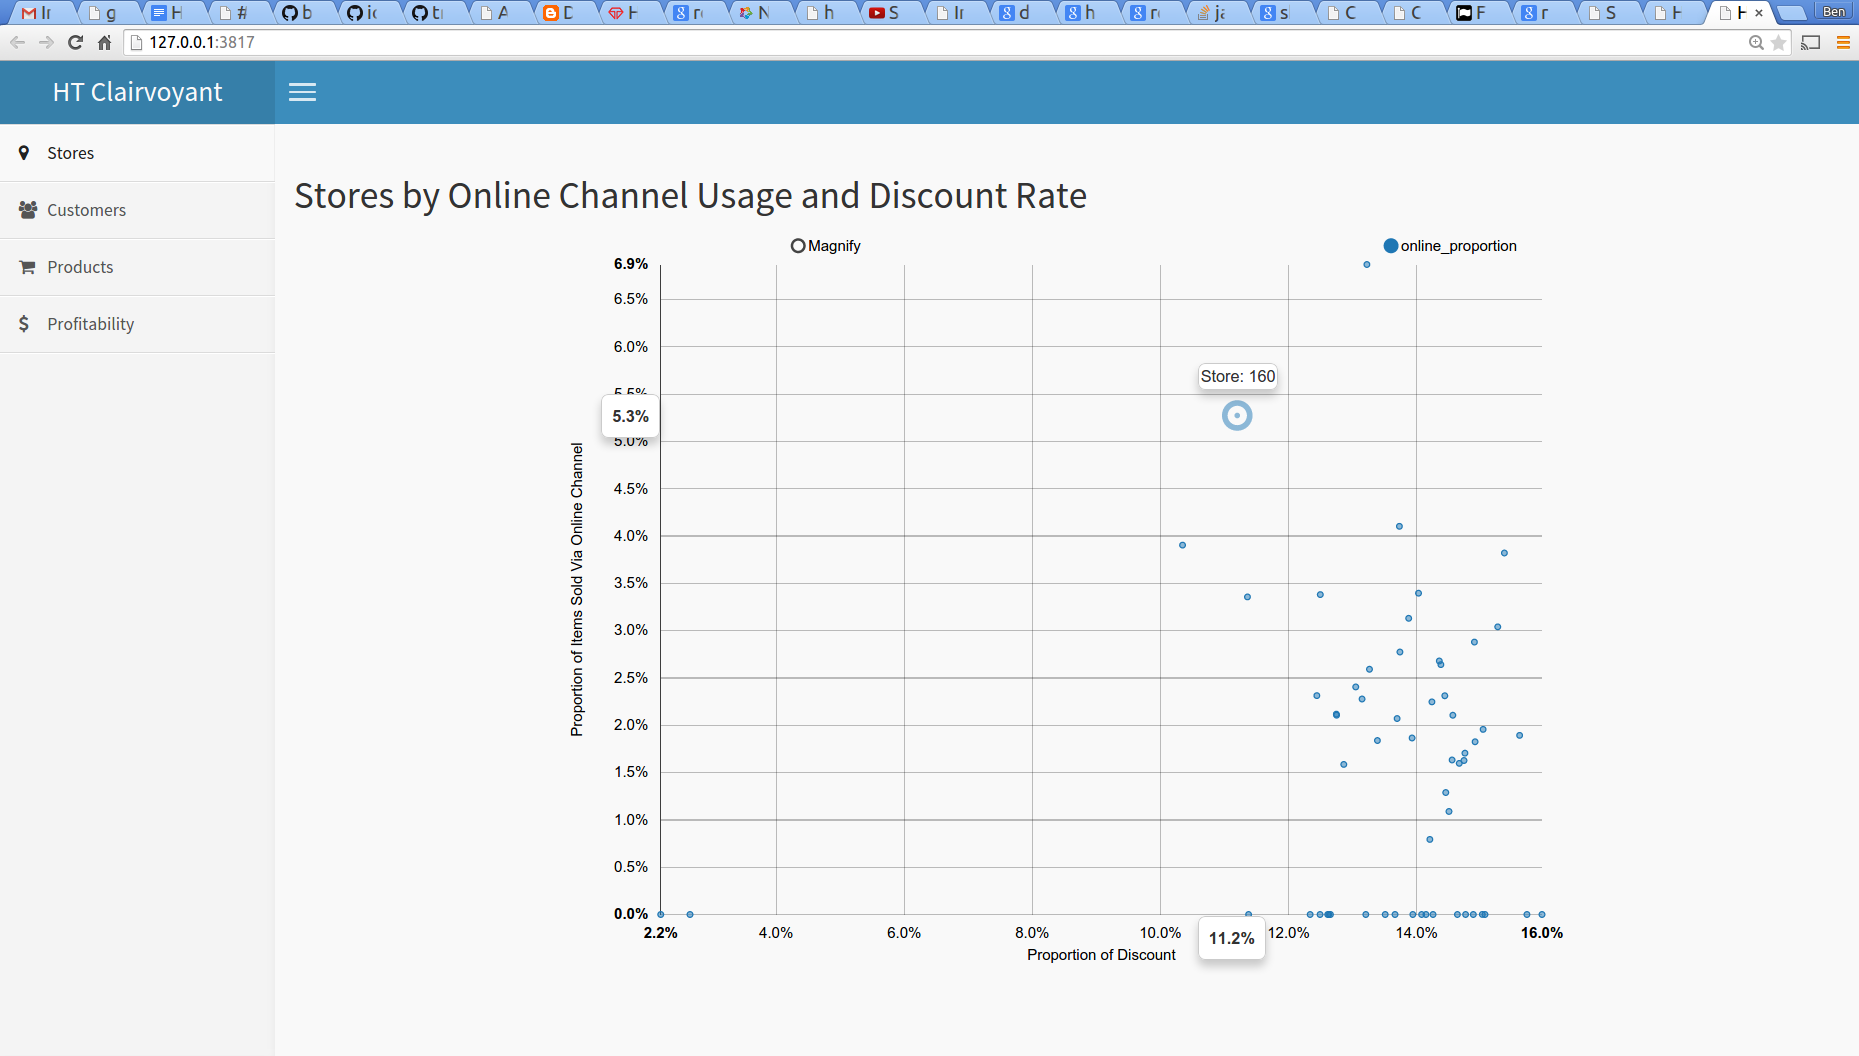 Ben
127.0.0.1:3817
HT Clairvoyant
Stores
Customers
Products
Profitability
Stores by Online Channel Usage and Discount Rate
Magnify
online_proportion
6.9%
6.5%
6.0%
Store: 160
5.5%
5.3%
5.0%
4.5%
4.0%
3.5%
3.0%
2.5%
2.0%
1.5%
1.0%
0.5%
0.0%
Proportion of Items Sold Via Online Channel
2.2% 4.0% 6.0% 8.0% 10.0% 11.2% 12.0% 14.0% 16.0%
Proportion of Discount